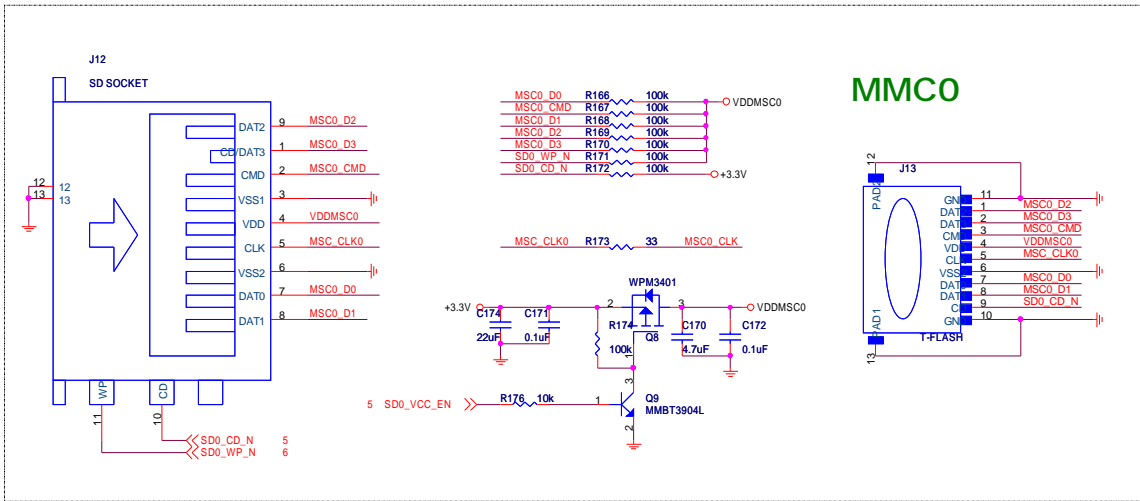 J12
SD SOCKET
DAT2 9 MSC0_D2
CD/DAT3 1 MSC0_D3
CMD 2 MSC0_CMD
VSS1 3
VDD 4 VDDMSC0
CLK 5 MSC_CLK0
VSS2 6
DAT0 7 MSC0_D0
DAT1 8 MSC0_D1
12 12
13 13
WP
CD
11
10
SD0_CD_N 5
SD0_WP_N 6
MSC0_D0 R166 100k VDDMSC0
MSC0_CMD R167 100k
MSC0_D1 R168 100k
MSC0_D2 R169 100k
MSC0_D3 R170 100k
SD0_WP_N R171 100k
SD0_CD_N R172 100k +3.3V
MSC_CLK0 R173 33 MSC0_CLK
WPM3401
+3.3V 2 3 VDDMSC0
C174 C171 R174 C170 C172
22uF 0.1uF 100k 1 Q8 4.7uF 0.1uF
3
5 SD0_VCC_EN R176 10k 1 Q9
MMBT3904L
2
MMC0
12
J13
PAD2
GN 11
DAT 1 MSC0_D2
DAT 2 MSC0_D3
CM 3 MSC0_CMD
VD 4 VDDMSC0
CL 5 MSC_CLK0
VSS 6
DAT 7 MSC0_D0
DAT 8 MSC0_D1
C 9 SD0_CD_N
GN 10
PAD1
T-FLASH
13